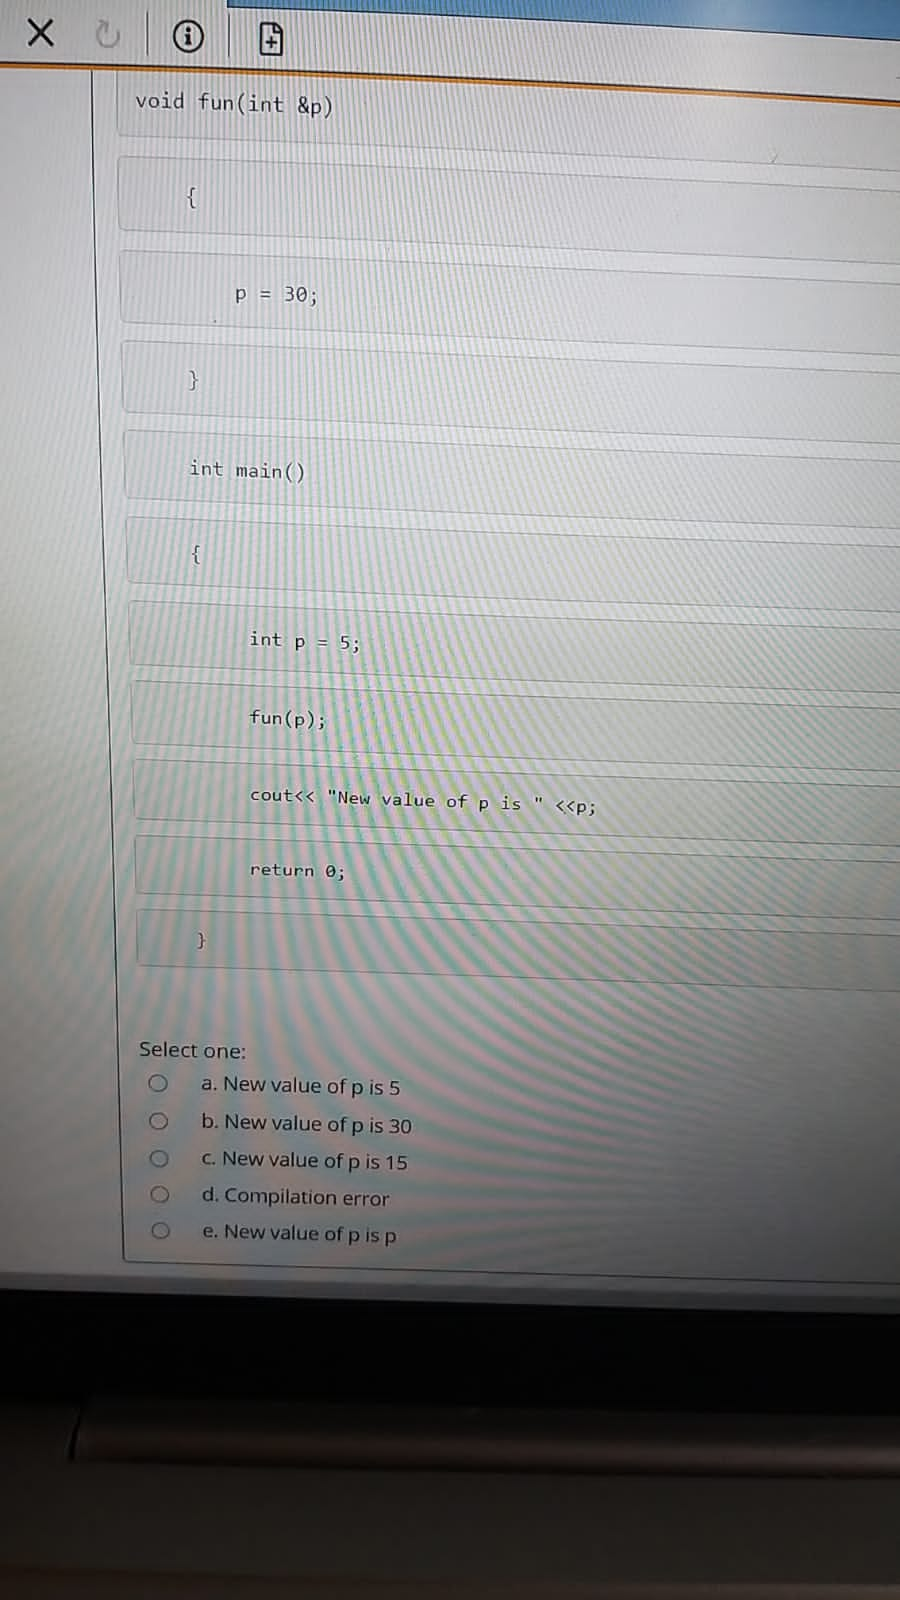 void fun(int &p)
{
p = 30;
}
int main()
{
int p = 5;
fun(p);
cout<< "New value of p is " <<p;
return 0;
}
Select one:
a. New value of p is 5
b. New value of p is 30
c. New value of p is 15
d. Compilation error
e. New value of p is p